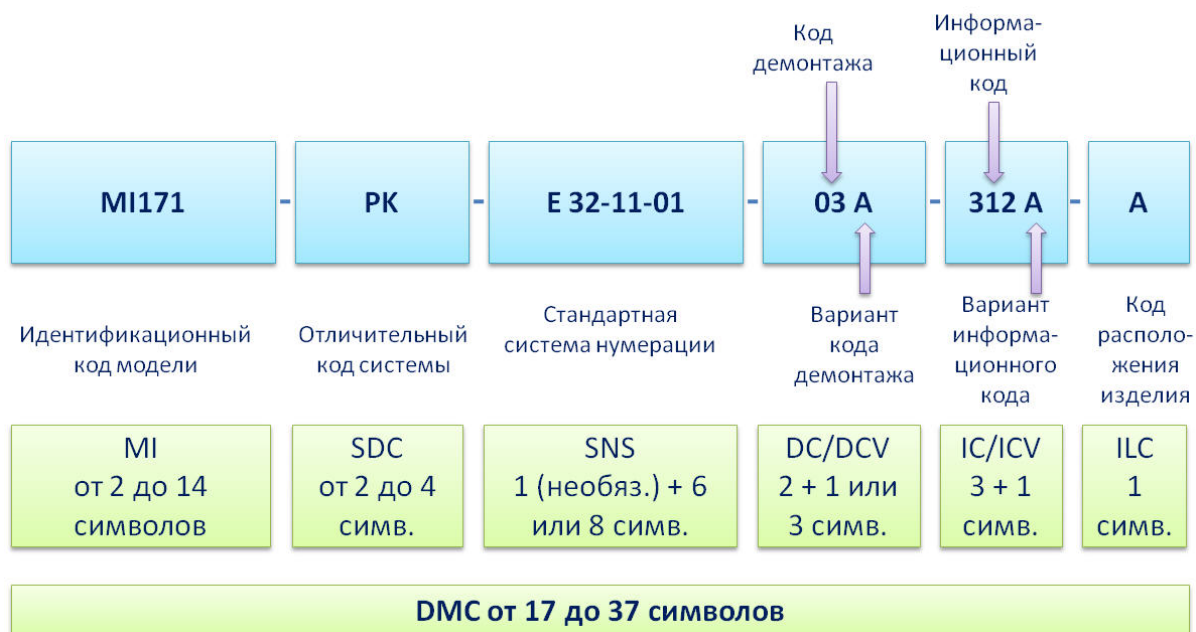 Код
демонтажа
Информа-
ционный
код
MI171 - PK - E 32-11-01 - 03 A - 312 A - A
Идентификационный
код модели
Отличительный
код системы
Стандартная
система нумерации
Вариант
кода
демонтажа
Вариант
информа-
ционного
кода
Код
располо-
жения
изделия
MI
от 2 до 14
символов
SDC
от 2 до 4
симв.
SNS
1 (необяз.) + 6
или 8 симв.
DC/DCV
2 + 1 или
3 симв.
IC/ICV
3 + 1
симв.
ILC
1
симв.
DMC от 17 до 37 символов